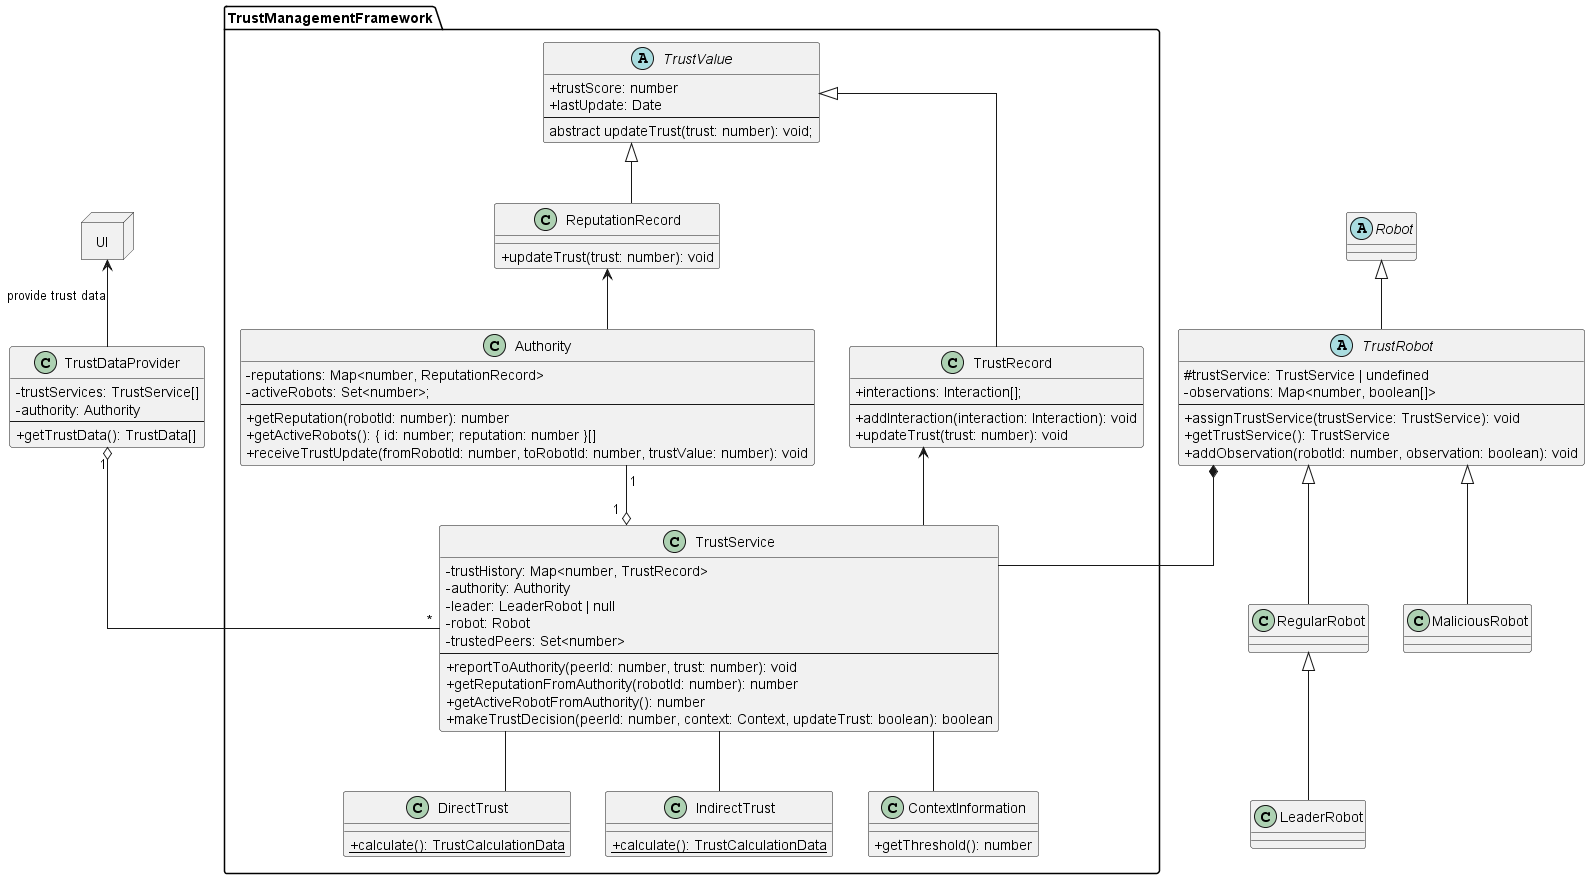 TrustManagementFramework
A TrustValue
+trustScore: number
+lastUpdate: Date
abstract updateTrust(trust: number): void;
C ReputationRecord
+updateTrust(trust: number): void
UI
provide trust data
A Robot
C TrustDataProvider
-trustServices: TrustService[]
-authority: Authority
+getTrustData(): TrustData[]
C Authority
-reputations: Map<number, ReputationRecord>
-activeRobots: Set<number>;
+getReputation(robotId: number): number
+getActiveRobots(): { id: number; reputation: number }[]
+receiveTrustUpdate(fromRobotId: number, toRobotId: number, trustValue: number): void
C TrustRecord
+interactions: Interaction[];
+addInteraction(interaction: Interaction): void
+updateTrust(trust: number): void
A TrustRobot
#trustService: TrustService | undefined
-observations: Map<number, boolean[]>
+assignTrustService(trustService: TrustService): void
+getTrustService(): TrustService
+addObservation(robotId: number, observation: boolean): void
1
1
1
*
C TrustService
-trustHistory: Map<number, TrustRecord>
-authority: Authority
-leader: LeaderRobot | null
-robot: Robot
-trustedPeers: Set<number>
+reportToAuthority(peerId: number, trust: number): void
+getReputationFromAuthority(robotId: number): number
+getActiveRobotFromAuthority(): number
+makeTrustDecision(peerId: number, context: Context, updateTrust: boolean): boolean
C RegularRobot
C MaliciousRobot
C DirectTrust
+calculate(): TrustCalculationData
C IndirectTrust
+calculate(): TrustCalculationData
C ContextInformation
+getThreshold(): number
C LeaderRobot